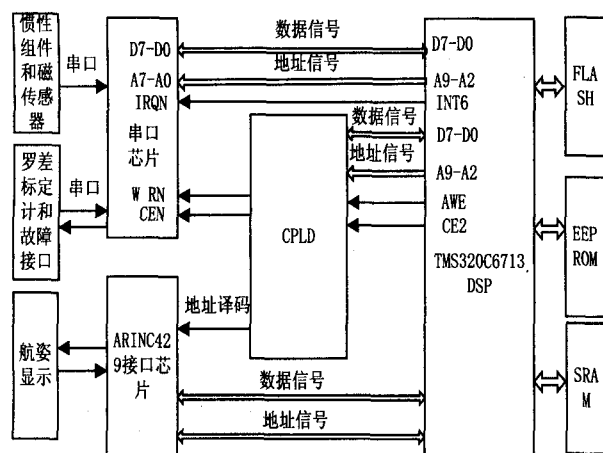 惯性
组件
和磁
传感
器
串口
D7-D0
A7-A0
IRQN
串口
芯片
W RN
CEN
数据信号
地址信号
D7-D0
A9-A2
INT6
数据信号
D7-D0
地址信号
A9-A2
AWE
CE2
TMS320C6713
DSP
FLA
SH
EEP
ROM
SRA
M
罗差
标定
计和
故障
接口
串口
CPLD
地址译码
航姿
显示
ARINC42
9接口芯
片
数据信号
地址信号